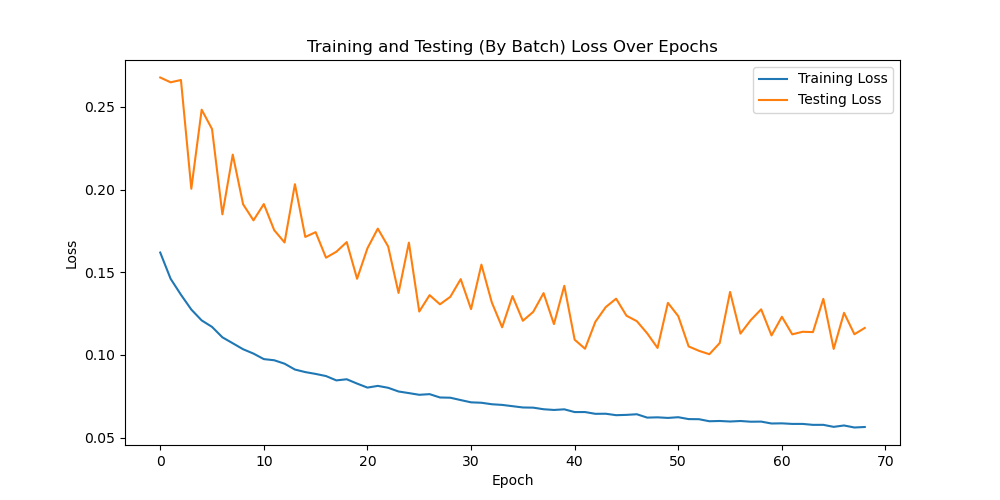 Training and Testing (By Batch) Loss Over Epochs
Training Loss
Testing Loss
0.25
0.20
0.15
0.10
0.05
Loss
0 10 20 30 40 50 60 70
Epoch